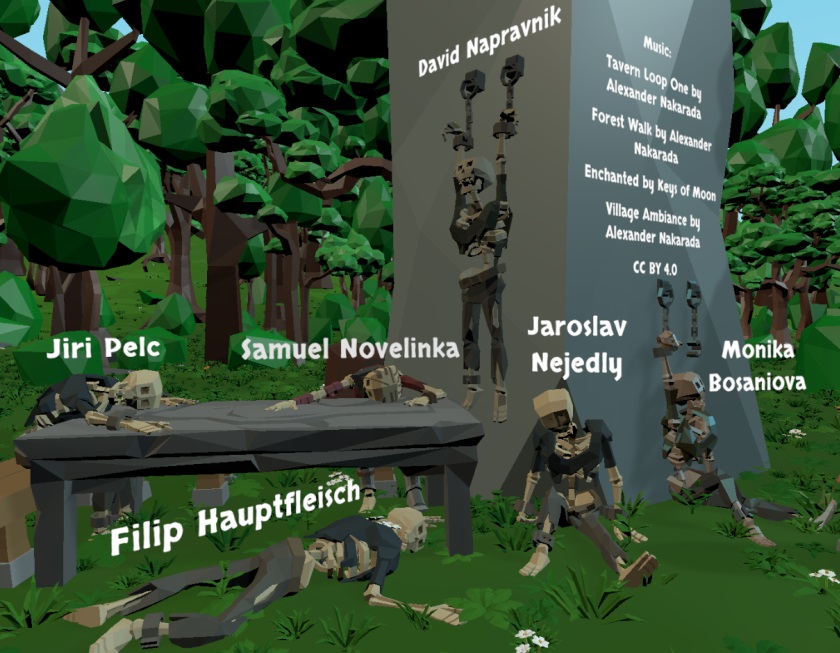 David Napravnik
Music:
Tavern Loop One by
Alexander Nakarada
Forest Walk by Alexander
Nakarada
Enchanted by Keys of Moon
Village Ambiance by
Alexander Nakarada
CC BY 4.0
Jiri Pelc
Samuel Novelinka
Jaroslav
Nejedly
Monika
Bosaniova
Filip Hauptfleisch